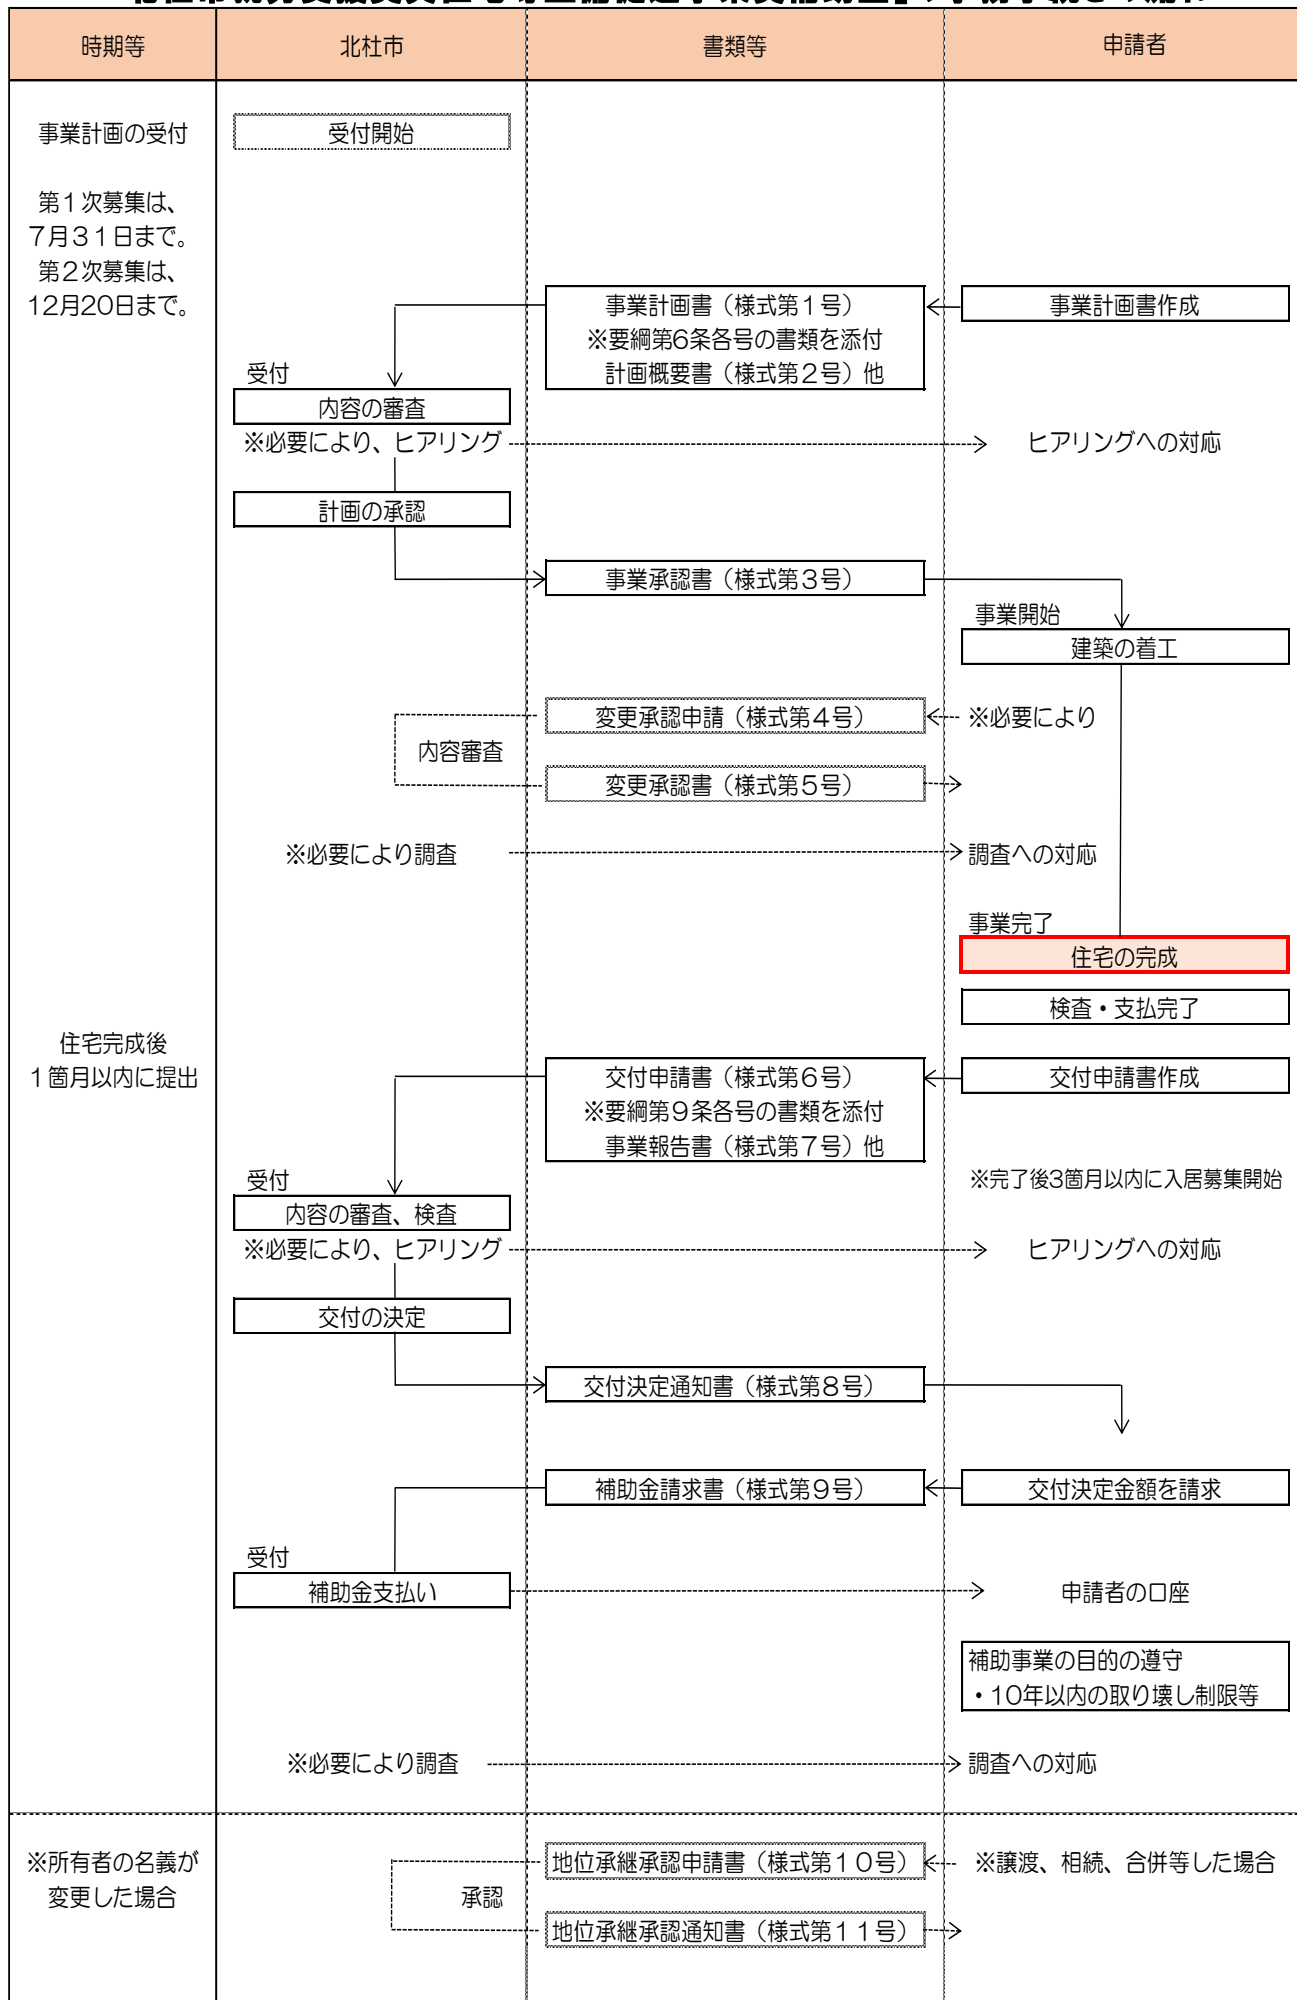 時期等
北杜市
書類等
申請者
事業計画の受付
受付開始
第１次募集は、
７月３１日まで。
第２次募集は、
12月20日まで。
事業計画書（様式第１号）
※要綱第6条各号の書類を添付
計画概要書（様式第２号）他
事業計画書作成
受付
内容の審査
※必要により、ヒアリング
ヒアリングへの対応
計画の承認
事業承認書（様式第３号）
事業開始
建築の着工
変更承認申請（様式第４号）
※必要により
内容審査
変更承認書（様式第５号）
※必要により調査
調査への対応
事業完了
住宅の完成
検査・支払完了
住宅完成後
１箇月以内に提出
交付申請書（様式第６号）
※要綱第９条各号の書類を添付
事業報告書（様式第７号）他
交付申請書作成
※完了後3箇月以内に入居募集開始
受付
内容の審査、検査
※必要により、ヒアリング
ヒアリングへの対応
交付の決定
交付決定通知書（様式第８号）
補助金請求書（様式第９号）
交付決定金額を請求
受付
補助金支払い
申請者の口座
補助事業の目的の遵守
・10年以内の取り壊し制限等
※必要により調査
調査への対応
※所有者の名義が
変更した場合
地位承継承認申請書（様式第１０号）
※譲渡、相続、合併等した場合
承認
地位承継承認通知書（様式第１１号）